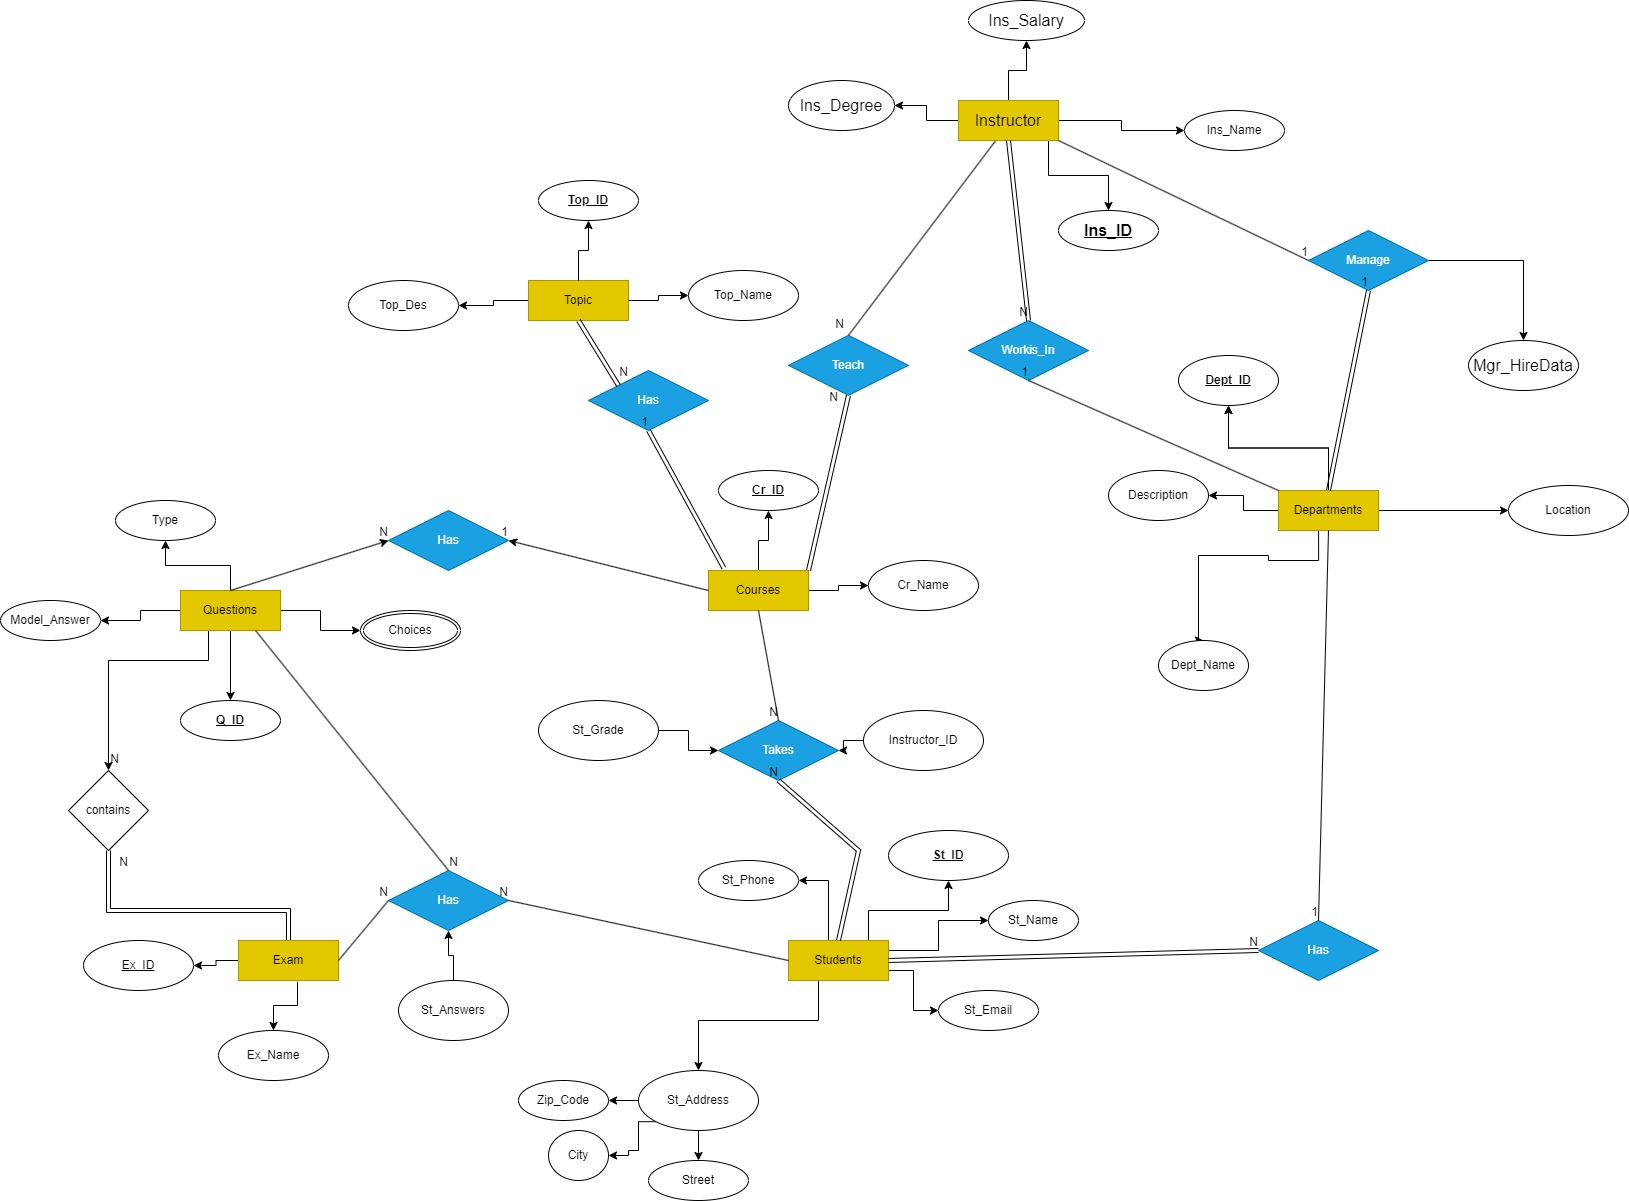 Ins_Salary
Ins_Degree
Instructor
Ins_Name
Top_ID
Ins_ID
1
Manage
1
Top_Des
Topic
Top_Name
N
N
Workis_In
1
Mgr_HireData
Teach
N
N
Has
1
Dept_ID
Cr_ID
Description
Departments
Location
Type
N
Has
1
Questions
Courses
Cr_Name
Model_Answer
Choices
Dept_Name
Q_ID
N
St_Grade
Takes
N
Instructor_ID
N
contains
N
N
St_ID
St_Phone
N
Has
N
St_Name
1
N
Has
Ex_ID
Exam
Students
St_Answers
St_Email
Ex_Name
Zip_Code
St_Address
City
Street